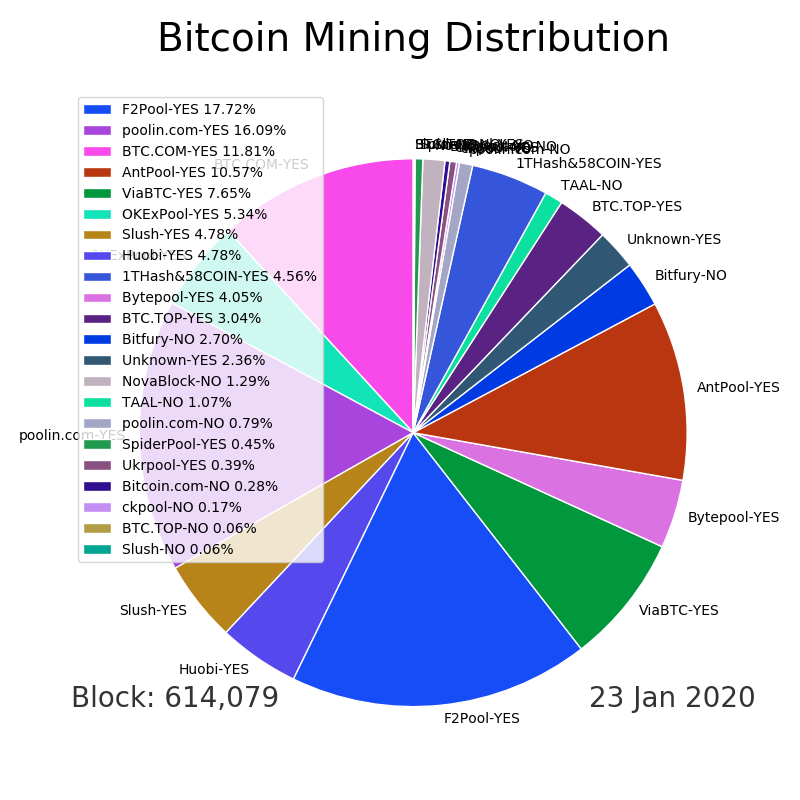 Bitcoin Mining Distribution
F2Pool-YES 17.72%
poolin.com-YES 16.09%
BTC.COM-YES 11.81%
AntPool-YES 10.57%
ViaBTC-YES 7.65%
OKExPool-YES 5.34%
Slush-YES 4.78%
Huobi-YES 4.78%
1THash&58COIN-YES 4.56%
Bytepool-YES 4.05%
BTC.TOP-YES 3.04%
Bitfury-NO 2.70%
Unknown-YES 2.36%
NovaBlock-NO 1.29%
TAAL-NO 1.07%
poolin.com-NO 0.79%
SpiderPool-YES 0.45%
Ukrpool-YES 0.39%
Bitcoin.com-NO 0.28%
ckpool-NO 0.17%
BTC.TOP-NO 0.06%
Slush-NO 0.06%
BTC.COM-YES
poolin.com-YES
Slush-YES
Huobi-YES
F2Pool-YES
ViaBTC-YES
Bytepool-YES
AntPool-YES
Bitfury-NO
Unknown-YES
BTC.TOP-YES
TAAL-NO
1THash&58COIN-YES
poolin.com-NO
Block: 614,079
23 Jan 2020